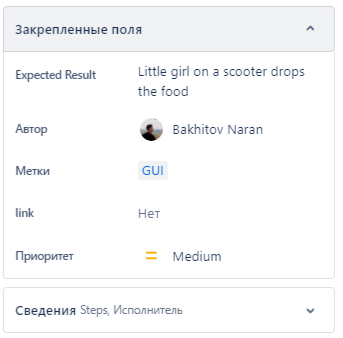 Закрепленные поля
Expected Result
Little girl on a scooter drops
the food
Автор
Bakhitov Naran
Метки
GUI
link
Нет
Приоритет
Medium
Сведения Steps, Исполнитель